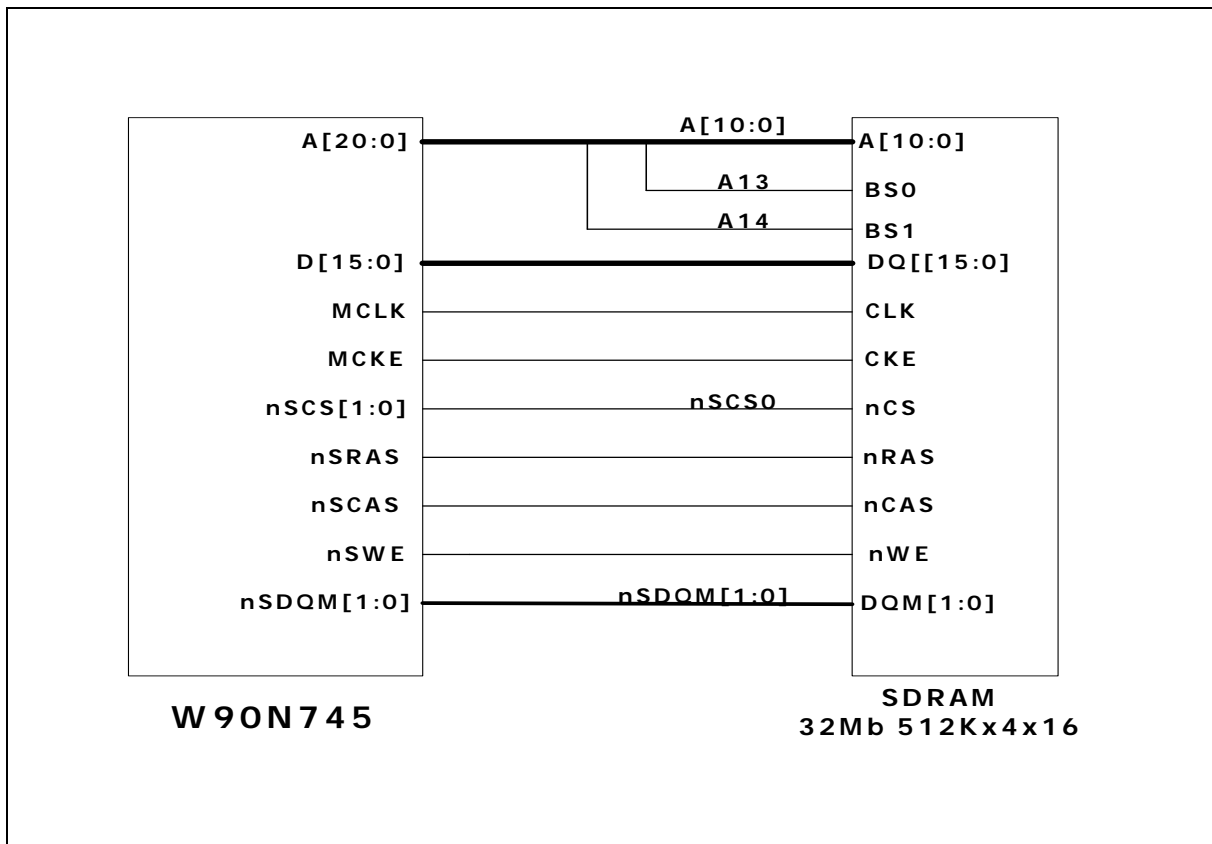 A[10:0]
A[20:0] A[10:0]
A13 BS0
A14 BS1
D[15:0] DQ[[15:0]
MCLK CLK
MCKE CKE
nSCS[1:0] nSCS0 nCS
nSRAS nRAS
nSCAS nCAS
nSWE nWE
nSDQM[1:0] nSDQM[1:0] DQM[1:0]
W90N745
SDRAM
32Mb 512Kx4x16